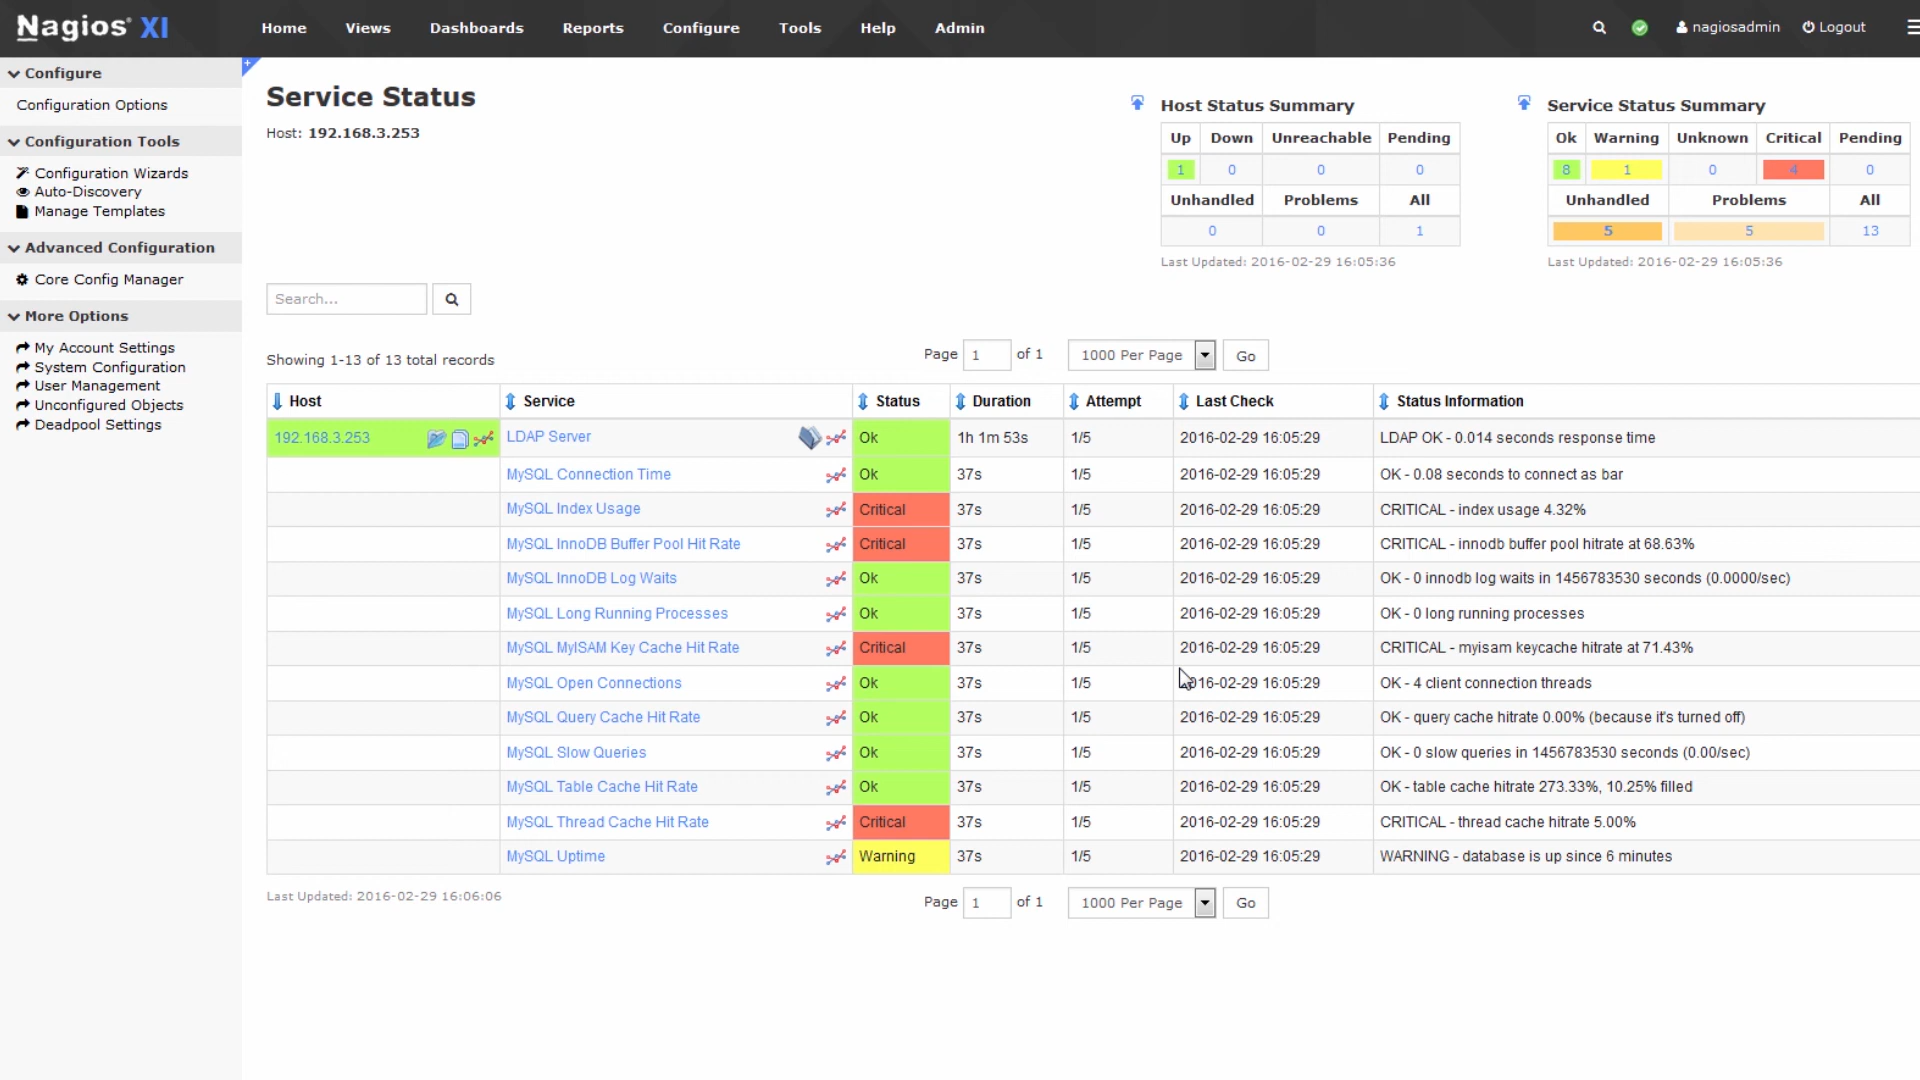 Nagios® XI
Home Views Dashboards Reports Configure Tools Help Admin
nagiosadmin Logout
Configure
Configuration Options
Configuration Tools
Configuration Wizards
Auto-Discovery
Manage Templates
Advanced Configuration
Core Config Manager
More Options
My Account Settings
System Configuration
User Management
Unconfigured Objects
Deadpool Settings
Service Status
Host: 192.168.3.253
Host Status Summary
Up Down Unreachable Pending
1 0 0 0
Unhandled Problems All
0 0 1
Last Updated: 2016-02-29 16:05:36
Service Status Summary
Ok Warning Unknown Critical Pending
8 1 0 4 0
Unhandled Problems All
5 5 13
Last Updated: 2016-02-29 16:05:36
Search...
Showing 1-13 of 13 total records
Page 1 of 1 1000 Per Page Go
Host Service Status Duration Attempt Last Check Status Information
192.168.3.253 LDAP Server Ok 1h 1m 53s 1/5 2016-02-29 16:05:29 LDAP OK - 0.014 seconds response time
MySQL Connection Time Ok 37s 1/5 2016-02-29 16:05:29 OK - 0.08 seconds to connect as bar
MySQL Index Usage Critical 37s 1/5 2016-02-29 16:05:29 CRITICAL - index usage 4.32%
MySQL InnoDB Buffer Pool Hit Rate Critical 37s 1/5 2016-02-29 16:05:29 CRITICAL - innodb buffer pool hitrate at 68.63%
MySQL InnoDB Log Waits Ok 37s 1/5 2016-02-29 16:05:29 OK - 0 innodb log waits in 1456783530 seconds (0.0000/sec)
MySQL Long Running Processes Ok 37s 1/5 2016-02-29 16:05:29 OK - 0 long running processes
MySQL MyISAM Key Cache Hit Rate Critical 37s 1/5 2016-02-29 16:05:29 CRITICAL - myisam keycache hitrate at 71.43%
MySQL Open Connections Ok 37s 1/5 2016-02-29 16:05:29 OK - 4 client connection threads
MySQL Query Cache Hit Rate Ok 37s 1/5 2016-02-29 16:05:29 OK - query cache hitrate 0.00% (because it's turned off)
MySQL Slow Queries Ok 37s 1/5 2016-02-29 16:05:29 OK - 0 slow queries in 1456783530 seconds (0.00/sec)
MySQL Table Cache Hit Rate Ok 37s 1/5 2016-02-29 16:05:29 OK - table cache hitrate 273.33%, 10.25% filled
MySQL Thread Cache Hit Rate Critical 37s 1/5 2016-02-29 16:05:29 CRITICAL - thread cache hitrate 5.00%
MySQL Uptime Warning 37s 1/5 2016-02-29 16:05:29 WARNING - database is up since 6 minutes
Last Updated: 2016-02-29 16:06:06
Page 1 of 1 1000 Per Page Go